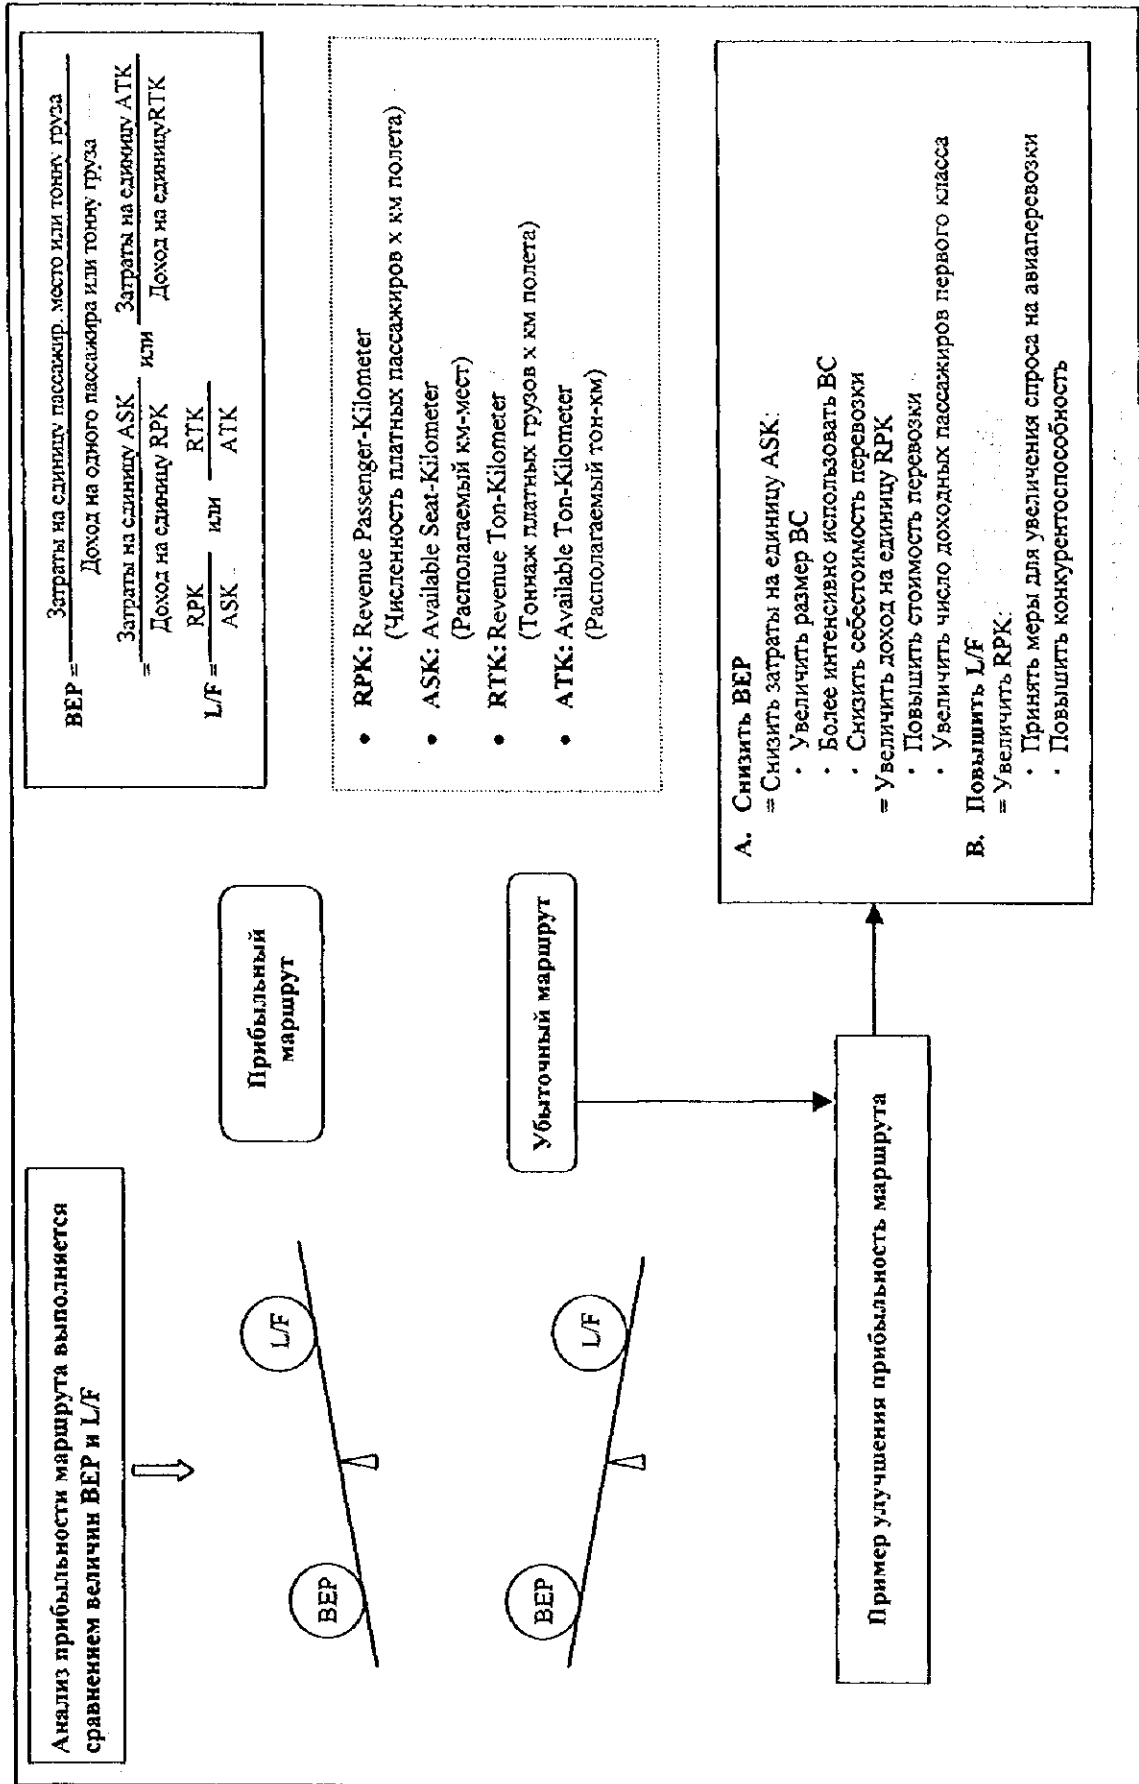 Анализ прибыльности маршрута выполняется
сравнением величин BEP и L/F
BEP
L/F
Прибыльный
маршрут
BEP
L/F
Убыточный маршрут
Пример улучшения прибыльность маршрута
BEP = Затраты на единицу пассажир. место или тонну груза
Доход на одного пассажира или тонну груза
= Затраты на единицу ASK или Затраты на единицу ATK
Доход на единицу RPK Доход на единицуRTK
L/F = RPK или RTK
ASK ATK
• RPK: Revenue Passenger-Kilometer
(Численность платных пассажиров x км полета)
• ASK: Available Seat-Kilometer
(Располагаемый км-мест)
• RTK: Revenue Ton-Kilometer
(Тоннаж платных грузов x км полета)
• ATK: Available Ton-Kilometer
(Располагаемый тон-км)
A. Снизить BEP
= Снизить затраты на единицу ASK:
· Увеличить размер ВС
· Более интенсивно использовать ВС
· Снизить себестоимость перевозки
= Увеличить доход на единицу RPK
· Повысить стоимость перевозки
· Увеличить число доходных пассажиров первого класса
B. Повысить L/F
= Увеличить RPK:
· Принять меры для увеличения спроса на авиаперевозки
· Повысить конкурентоспособность